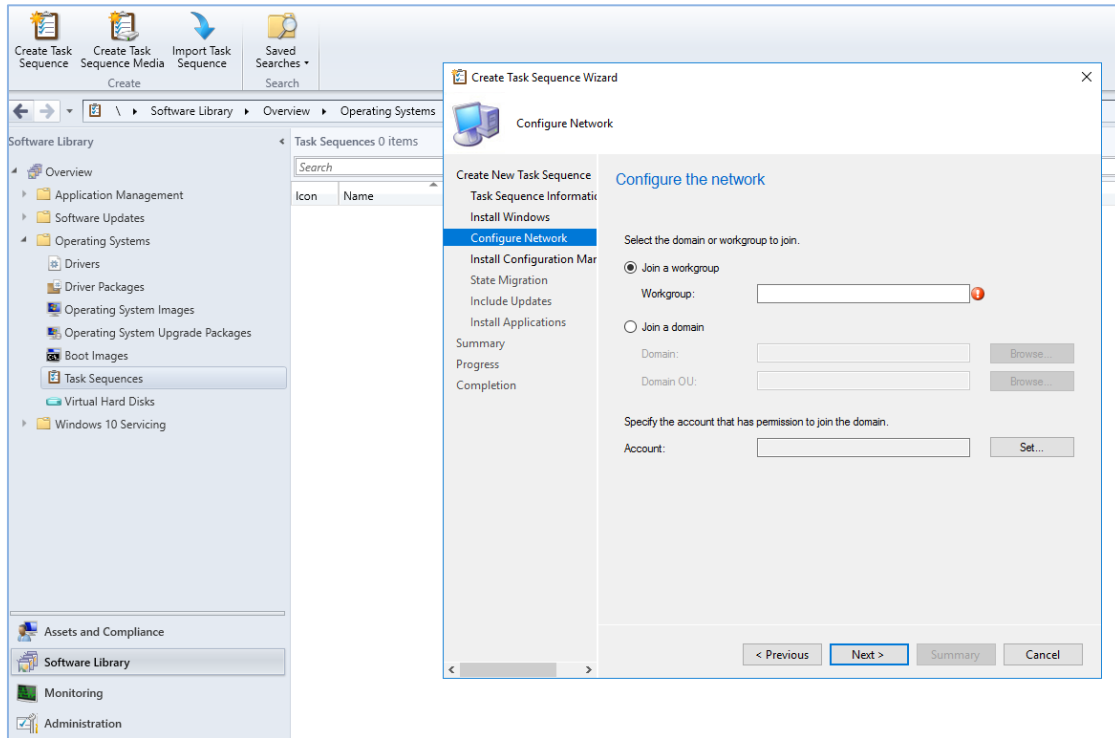 Create Task Sequence
Create Task Sequence Media
Import Task Sequence
Saved Searches
Create
Search
\ Software Library Overview Operating Systems
Software Library
Overview
Application Management
Software Updates
Operating Systems
Drivers
Driver Packages
Operating System Images
Operating System Upgrade Packages
Boot Images
Task Sequences
Virtual Hard Disks
Windows 10 Servicing
Assets and Compliance
Software Library
Monitoring
Administration
Task Sequences 0 items
Search
Icon Name
Create Task Sequence Wizard
Configure Network
Create New Task Sequence
Task Sequence Informatic
Install Windows
Configure Network
Install Configuration Mar
State Migration
Include Updates
Install Applications
Summary
Progress
Completion
Configure the network
Select the domain or workgroup to join.
Join a workgroup
Workgroup:
Join a domain
Domain: Browse...
Domain OU: Browse...
Specify the account that has permission to join the domain.
Account: Set...
< Previous Next > Summary Cancel